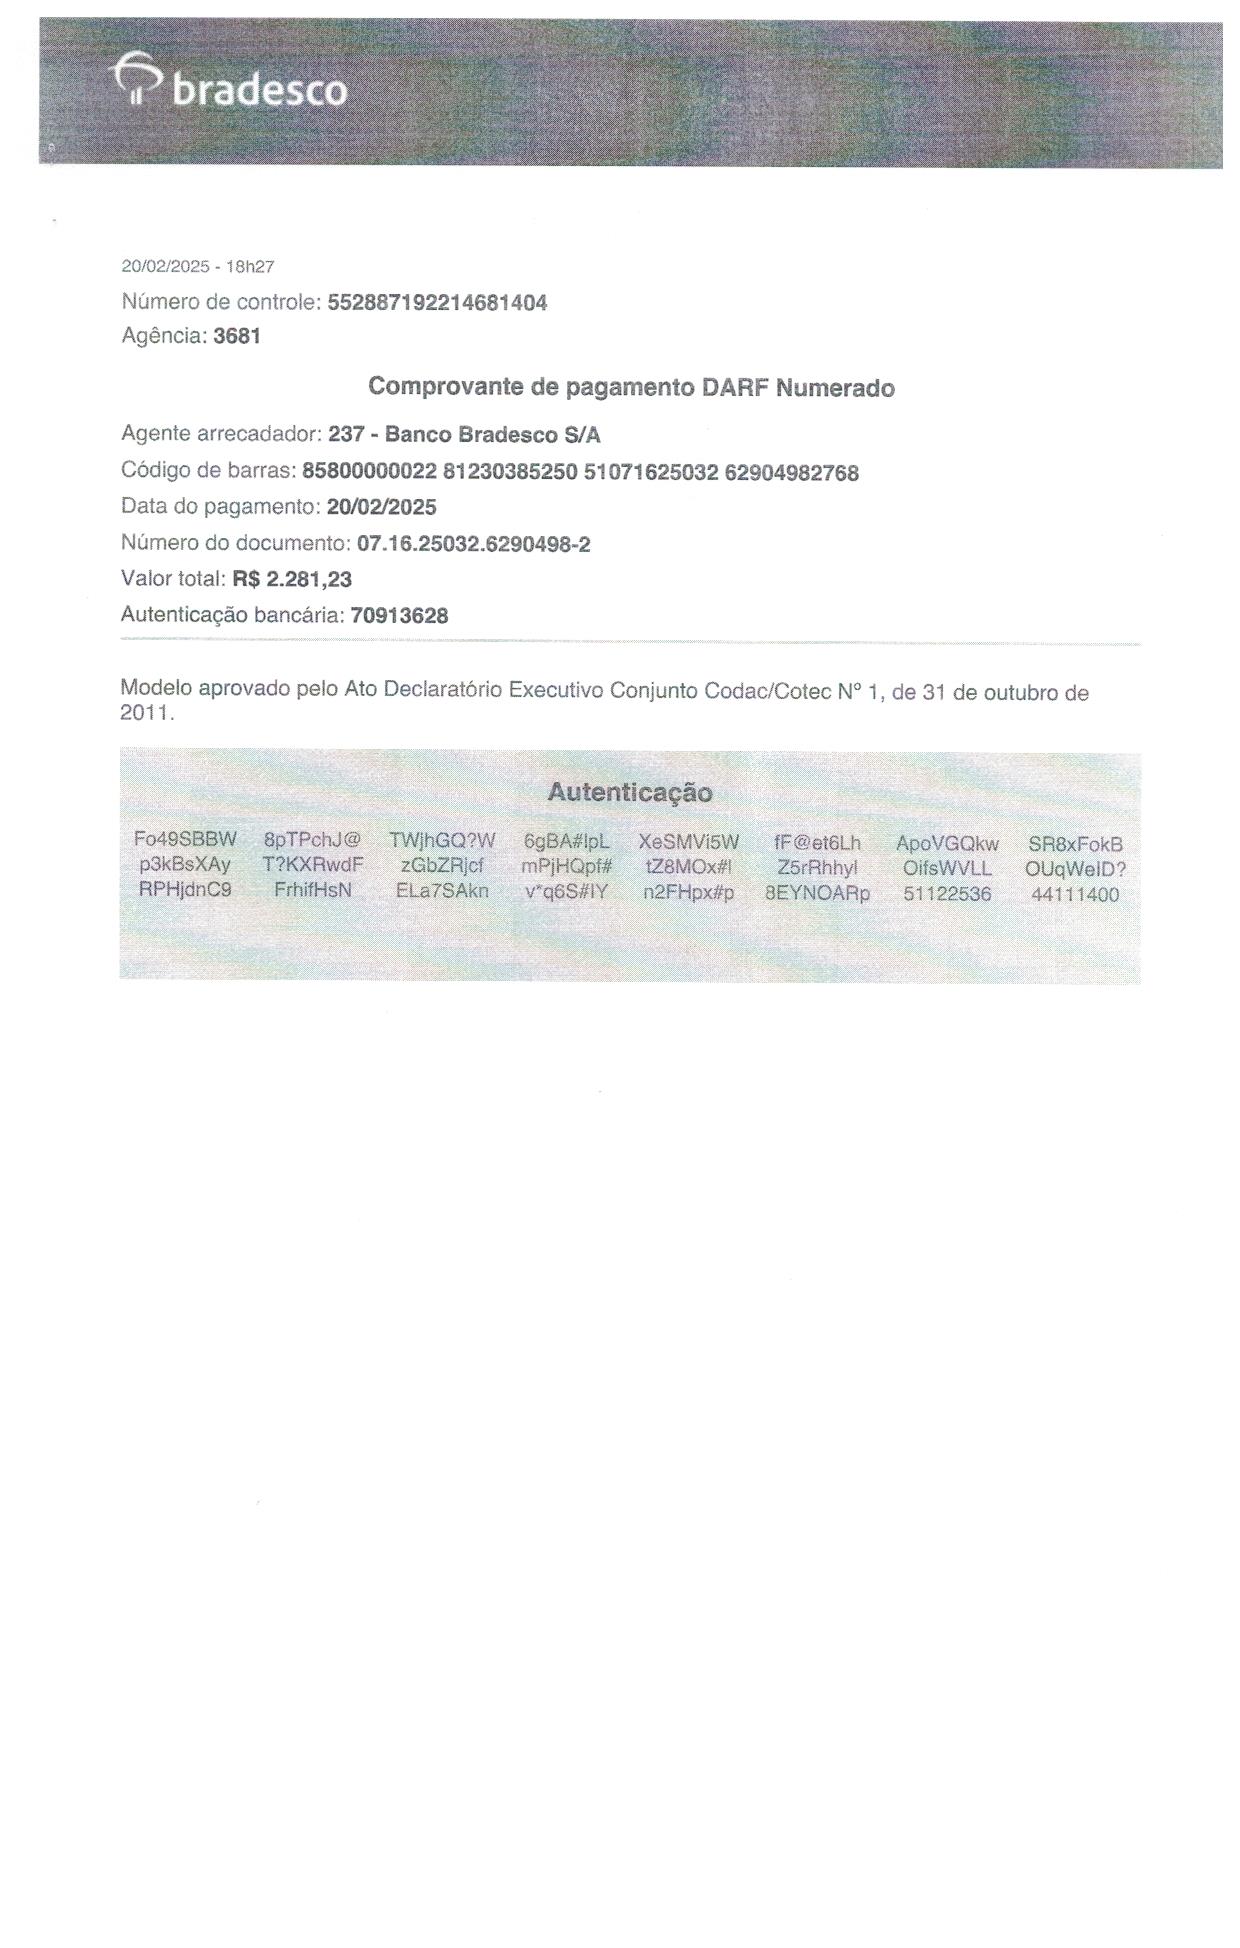 bradesco
20/02/2025 - 18h27
Número de controle: 552887192214681404
Agência: 3681
Comprovante de pagamento DARF Numerado
Agente arrecadador: 237 - Banco Bradesco S/A
Código de barras: 85800000022 81230385250 51071625032 62904982768
Data do pagamento: 20/02/2025
Número do documento: 07.16.25032.6290498-2
Valor total: R$ 2.281,23
Autenticação bancária: 70913628
Modelo aprovado pelo Ato Declaratório Executivo Conjunto Codac/Cotec Nº 1, de 31 de outubro de
2011.
Autenticação
Fo49SBBW 8pTPchJ@ TWjhGQ?W 6gBA#IpL XeSMVi5W fF@et6Lh ApoVGQkw SR8xFokB
p3kBsXAy T?KXRwdF zGbZRjcf mPjHQpf# tZ8MOx#I Z5rRhhyI OifsWVLL OUqWeID?
RPHjdnC9 FrhifHsN ELa7SAkn v*q6S#IY n2FHpx#p 8EYNOARp 51122536 44111400